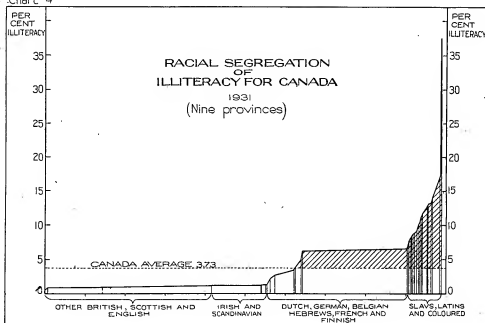 Chart 4
PER
CENT
ILLITERACY
35
30
25
20
15
10
5
0
RACIAL SEGREGATION
OF
ILLITERACY FOR CANADA
1931
(Nine provinces)
CANADA AVERAGE 3.73
PER
CENT
ILLITERACY
35
30
25
20
15
10
5
0
OTHER BRITISH, SCOTTISH AND
ENGLISH
IRISH AND
SCANDINAVIAN
DUTCH, GERMAN, BELGIAN
HEBREWS, FRENCH AND
FINNISH
SLAVS, LATINS
AND COLOURED